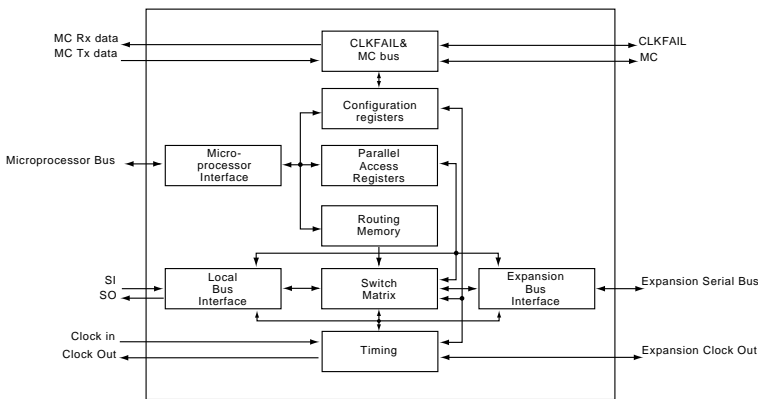 MC Rx data
MC Tx data
CLKFAIL&
MC bus
CLKFAIL
MC
Configuration
registers
Microprocessor Bus
Micro-
processor
Interface
Parallel
Access
Registers
Routing
Memory
SI
SO
Local
Bus
Interface
Switch
Matrix
Expansion
Bus
Interface
Expansion Serial Bus
Clock in
Clock Out
Timing
Expansion Clock Out